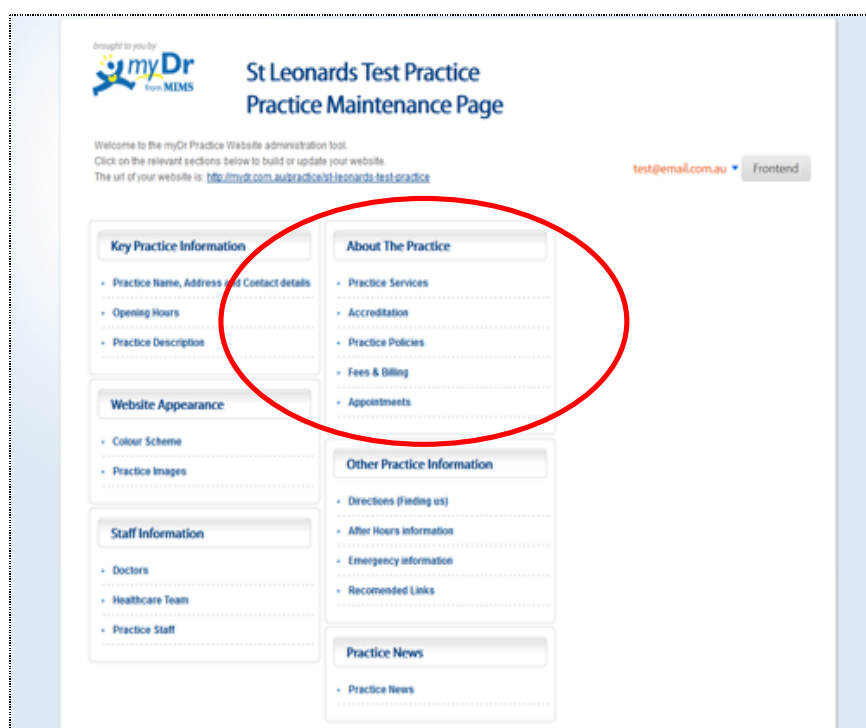 brought to you by
myDr
from MIMS
St Leonards Test Practice
Practice Maintenance Page
Welcome to the myDr Practice Website administration tool.
Click on the relevant sections below to build or update your website.
The url of your website is: http://mydr.com.au/practice/st-leonards-test-practice
test@email.com.au
Frontend
Key Practice Information
Practice Name, Address and Contact details
Opening Hours
Practice Description
Website Appearance
Colour Scheme
Practice Images
Staff Information
Doctors
Healthcare Team
Practice Staff
About The Practice
Practice Services
Accreditation
Practice Policies
Fees & Billing
Appointments
Other Practice Information
Directions (Finding us)
After Hours information
Emergency information
Recomended Links
Practice News
Practice News